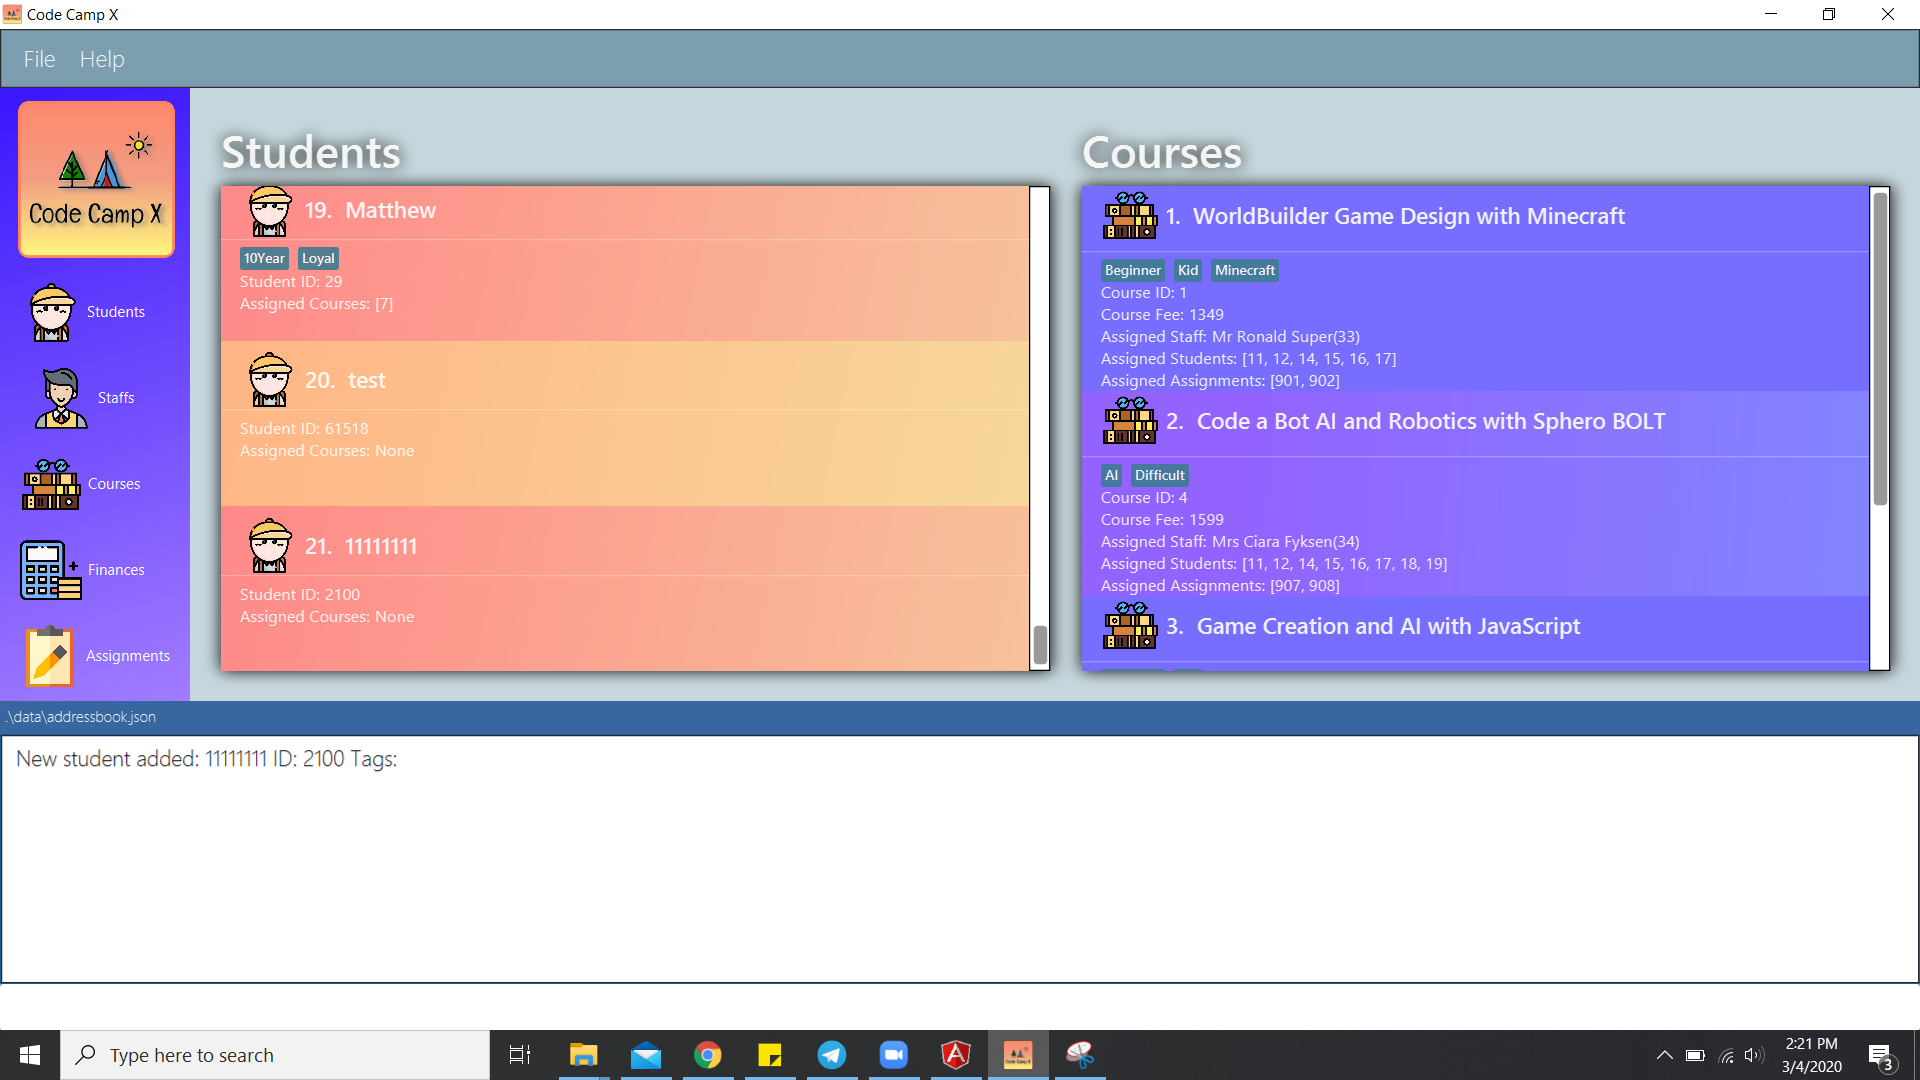 Code Camp X
File Help
Code Camp X
Students
Staffs
Courses
Finances
Assignments
Students
19. Matthew
10Year Loyal
Student ID: 29
Assigned Courses: [7]
20. test
Student ID: 61518
Assigned Courses: None
21. 11111111
Student ID: 2100
Assigned Courses: None
Courses
1. WorldBuilder Game Design with Minecraft
Beginner Kid Minecraft
Course ID: 1
Course Fee: 1349
Assigned Staff: Mr Ronald Super(33)
Assigned Students: [11, 12, 14, 15, 16, 17]
Assigned Assignments: [901, 902]
2. Code a Bot AI and Robotics with Sphero BOLT
AI Difficult
Course ID: 4
Course Fee: 1599
Assigned Staff: Mrs Ciara Fyksen(34)
Assigned Students: [11, 12, 14, 15, 16, 17, 18, 19]
Assigned Assignments: [907, 908]
3. Game Creation and AI with JavaScript
.\data\addressbook.json
New student added: 11111111 ID: 2100 Tags:
Type here to search
2:21 PM
3/4/2020
3